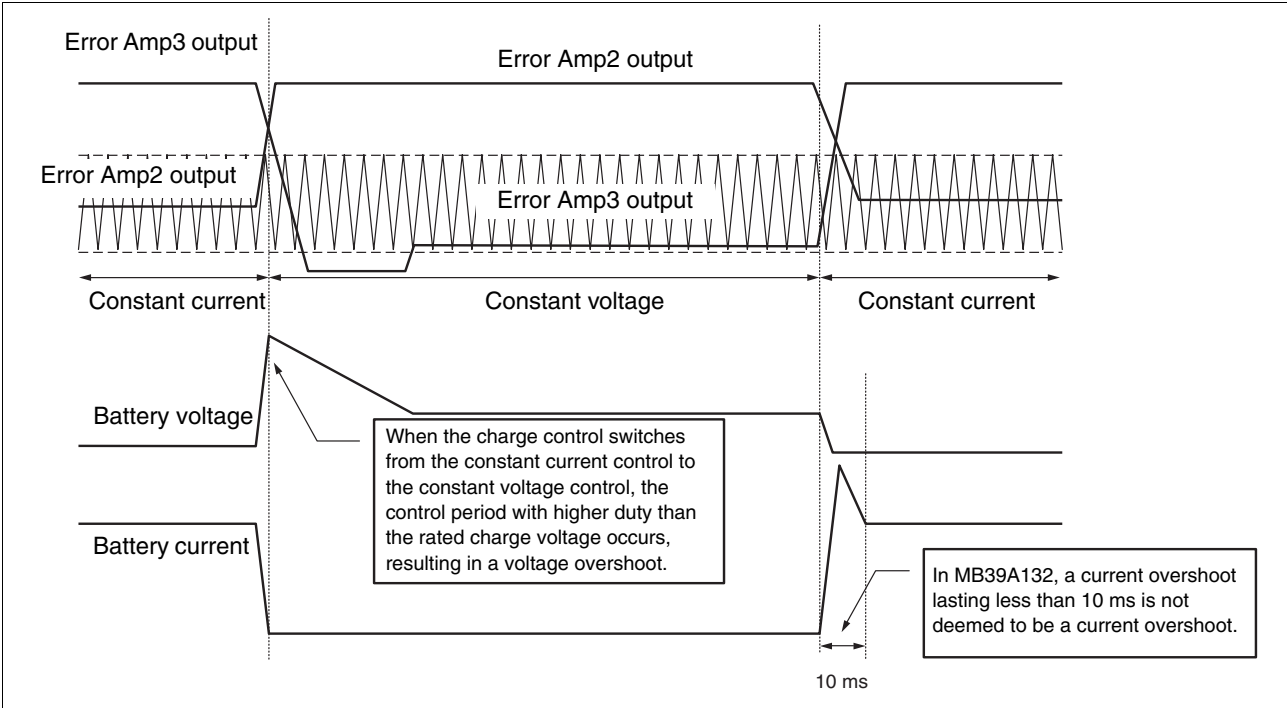 Error Amp3 output
Error Amp2 output
Error Amp2 output
Error Amp3 output
Constant current
Constant voltage
Constant current
Battery voltage
When the charge control switches
from the constant current control to
the constant voltage control, the
control period with higher duty than
the rated charge voltage occurs,
resulting in a voltage overshoot.
Battery current
In MB39A132, a current overshoot
lasting less than 10 ms is not
deemed to be a current overshoot.
10 ms